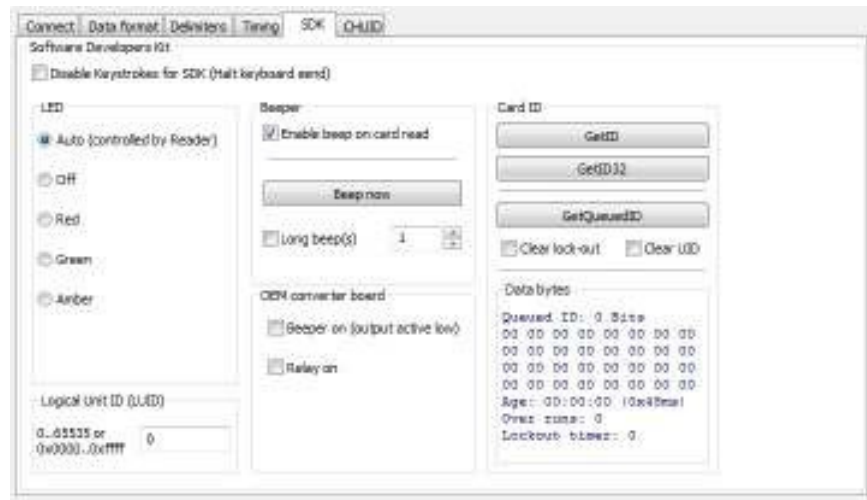 Connect Data format Delimiters Timing SDK CHUID
Software Developers Kit
Disable Keystrokes for SDK (Halt keyboard send)
LED
Auto (controlled by Reader)
Off
Red
Green
Amber
Logical Unit ID (LUID)
0..65535 or
0x0000..0xffff
0
Beeper
Enable beep on card read
Beep now
Long beep(s) 1
OEM converter board
Beeper on (output active low)
Relay on
Card ID
GetID
GetID32
GetQueuedID
Clear lock-out Clear UID
Data bytes
Queued ID: 0 Bits
00 00 00 00 00 00 00 00
00 00 00 00 00 00 00 00
00 00 00 00 00 00 00 00
00 00 00 00 00 00 00 00
Age: 00:00:00 (0x48ms)
Over runs: 0
Lockout timer: 0